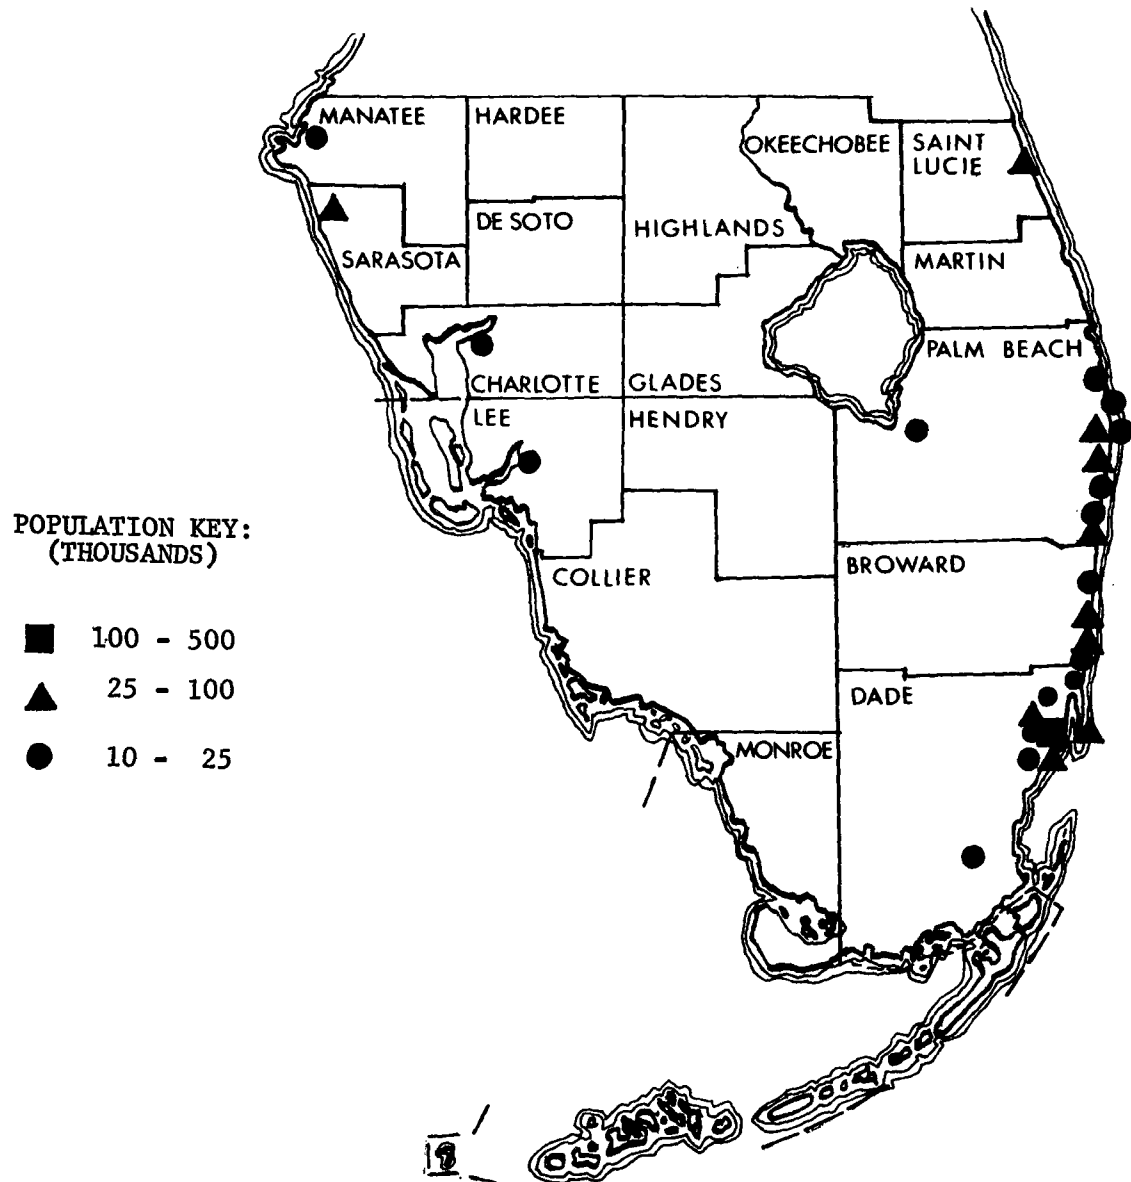 MANATEE
HARDEE
OKEECHOBEE
SAINT
LUCIE
DE SOTO
HIGHLANDS
SARASOTA
MARTIN
PALM BEACH
CHARLOTTE
GLADES
LEE
HENDRY
POPULATION KEY:
(THOUSANDS)
BROWARD
COLLIER
100 - 500
25 - 100
DADE
MONROE
10 - 25